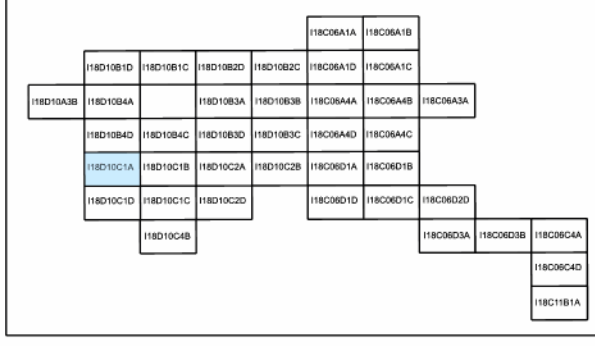 I18C06A1A I18C06A1B
I18D10B1D I18D10B1C I18D10B2D I18D10B2C I18C06A1D I18C06A1C
I18D10A3B I18D10B4A I18D10B3A I18D10B3B I18C06A4A I18C06A4B I18C06A3A
I18D10B4D I18D10B4C I18D10B3D I18D10B3C I18C06A4D I18C06A4C
I18D10C1A I18D10C1B I18D10C2A I18D10C2B I18C06D1A I18C06D1B
I18D10C1D I18D10C1C I18D10C2D I18C06D1D I18C06D1C I18C06D2D
I18D10C4B I18C06D3A I18C06D3B I18C06C4A
I18C06C4D
I18C11B1A